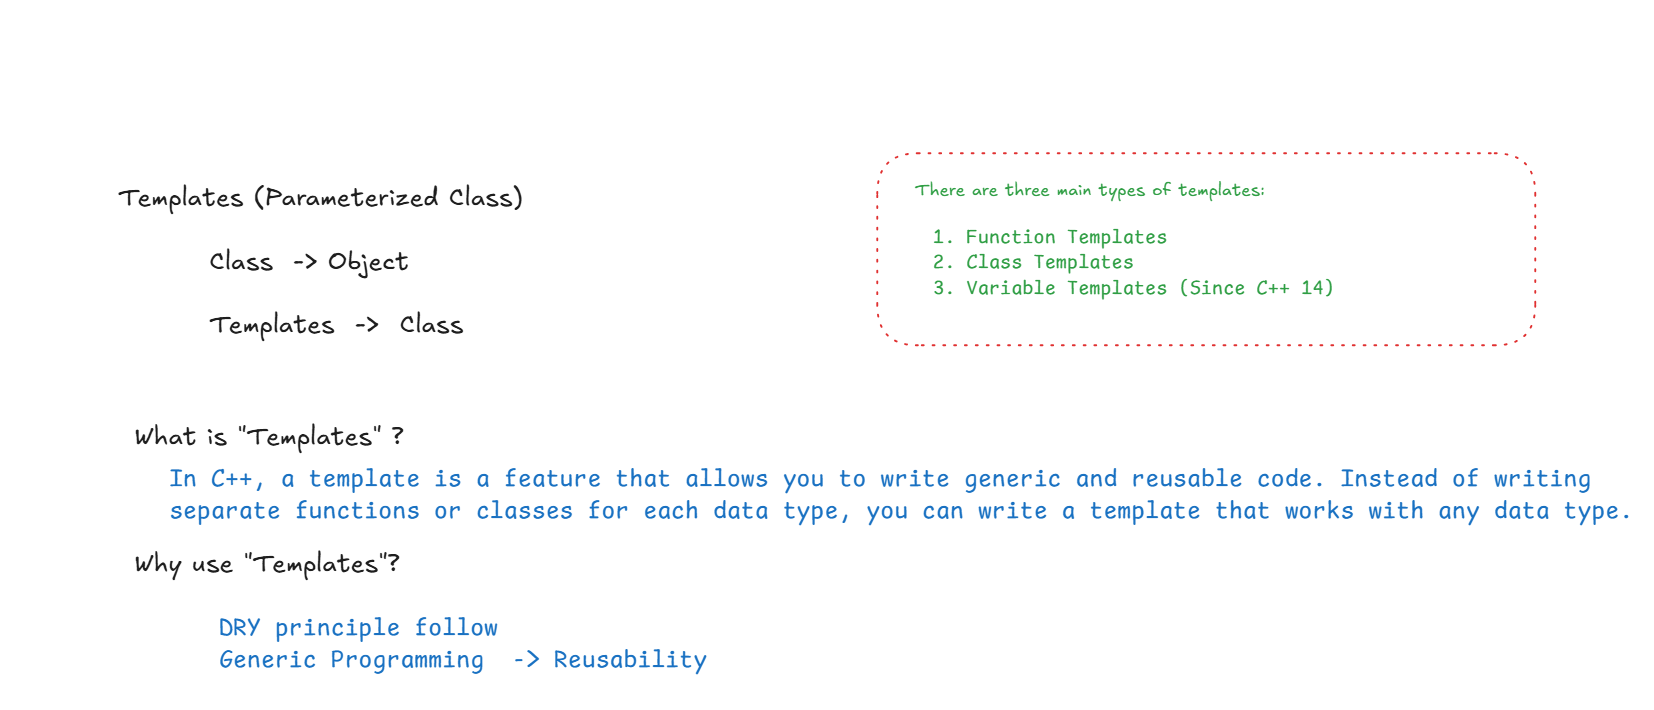 Templates (Parameterized Class)
Class -> Object
Templates -> Class
There are three main types of templates:
1. Function Templates
2. Class Templates
3. Variable Templates (Since C++ 14)
What is "Templates" ?
In C++, a template is a feature that allows you to write generic and reusable code. Instead of writing
separate functions or classes for each data type, you can write a template that works with any data type.
Why use "Templates"?
DRY principle follow
Generic Programming -> Reusability